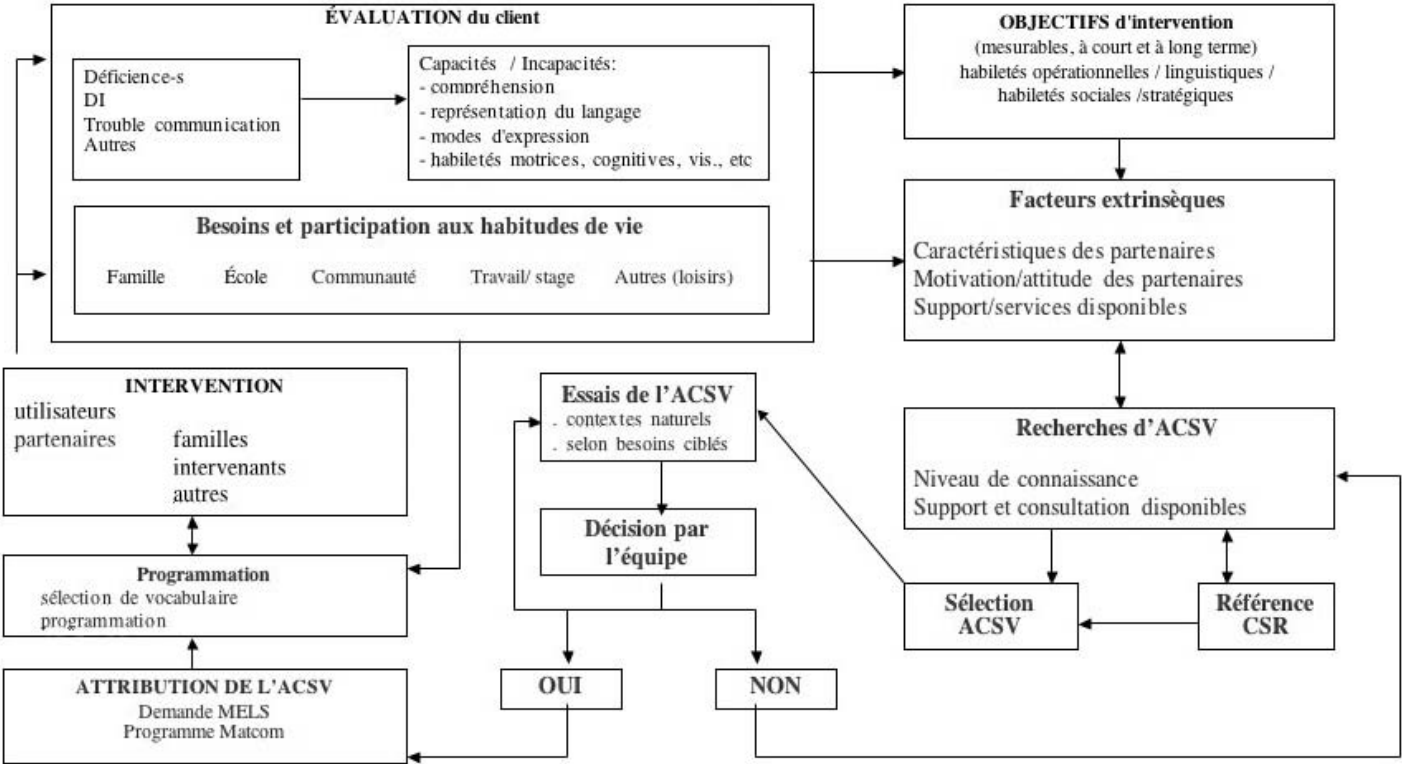 ÉVALUATION du client
Déficience-s
DI
Trouble communication
Autres
Capacités / Incapacités:
- compréhension
- représentation du langage
- modes d'expression
- habiletés motrices, cognitives, vis., etc
Besoins et participation aux habitudes de vie
Famille École Communauté Travail/ stage Autres (loisirs)
OBJECTIFS d'intervention
(mesurables, à court et à long terme)
habiletés opérationnelles / linguistiques /
habiletés sociales /stratégiques
Facteurs extrinsèques
Caractéristiques des partenaires
Motivation/attitude des partenaires
Support/services disponibles
INTERVENTION
utilisateurs
partenaires familles
intervenants
autres
Essais de l’ACSV
. contextes naturels
. selon besoins ciblés
Recherches d’ACSV
Niveau de connaissance
Support et consultation disponibles
Décision par
l’équipe
Programmation
sélection de vocabulaire
programmation
Sélection
ACSV
Référence
CSR
ATTRIBUTION DE L’ACSV
Demande MELS
Programme Matcom
OUI
NON